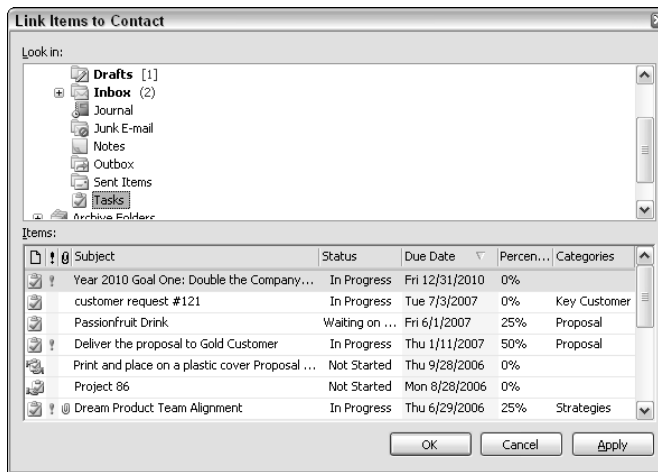 Link Items to Contact
Look in:
Drafts [1]
Inbox (2)
Journal
Junk E-mail
Notes
Outbox
Sent Items
Tasks
Archive Folders
Items:
! Subject Status Due Date Percen... Categories
! Year 2010 Goal One: Double the Company... In Progress Fri 12/31/2010 0%
customer request #121 In Progress Tue 7/3/2007 0% Key Customer
Passionfruit Drink Waiting on ... Fri 6/1/2007 25% Proposal
! Deliver the proposal to Gold Customer In Progress Thu 1/11/2007 50% Proposal
Print and place on a plastic cover Proposal ... Not Started Thu 9/28/2006 0%
Project 86 Not Started Mon 8/28/2006 0%
! Dream Product Team Alignment In Progress Thu 6/29/2006 25% Strategies
OK Cancel Apply